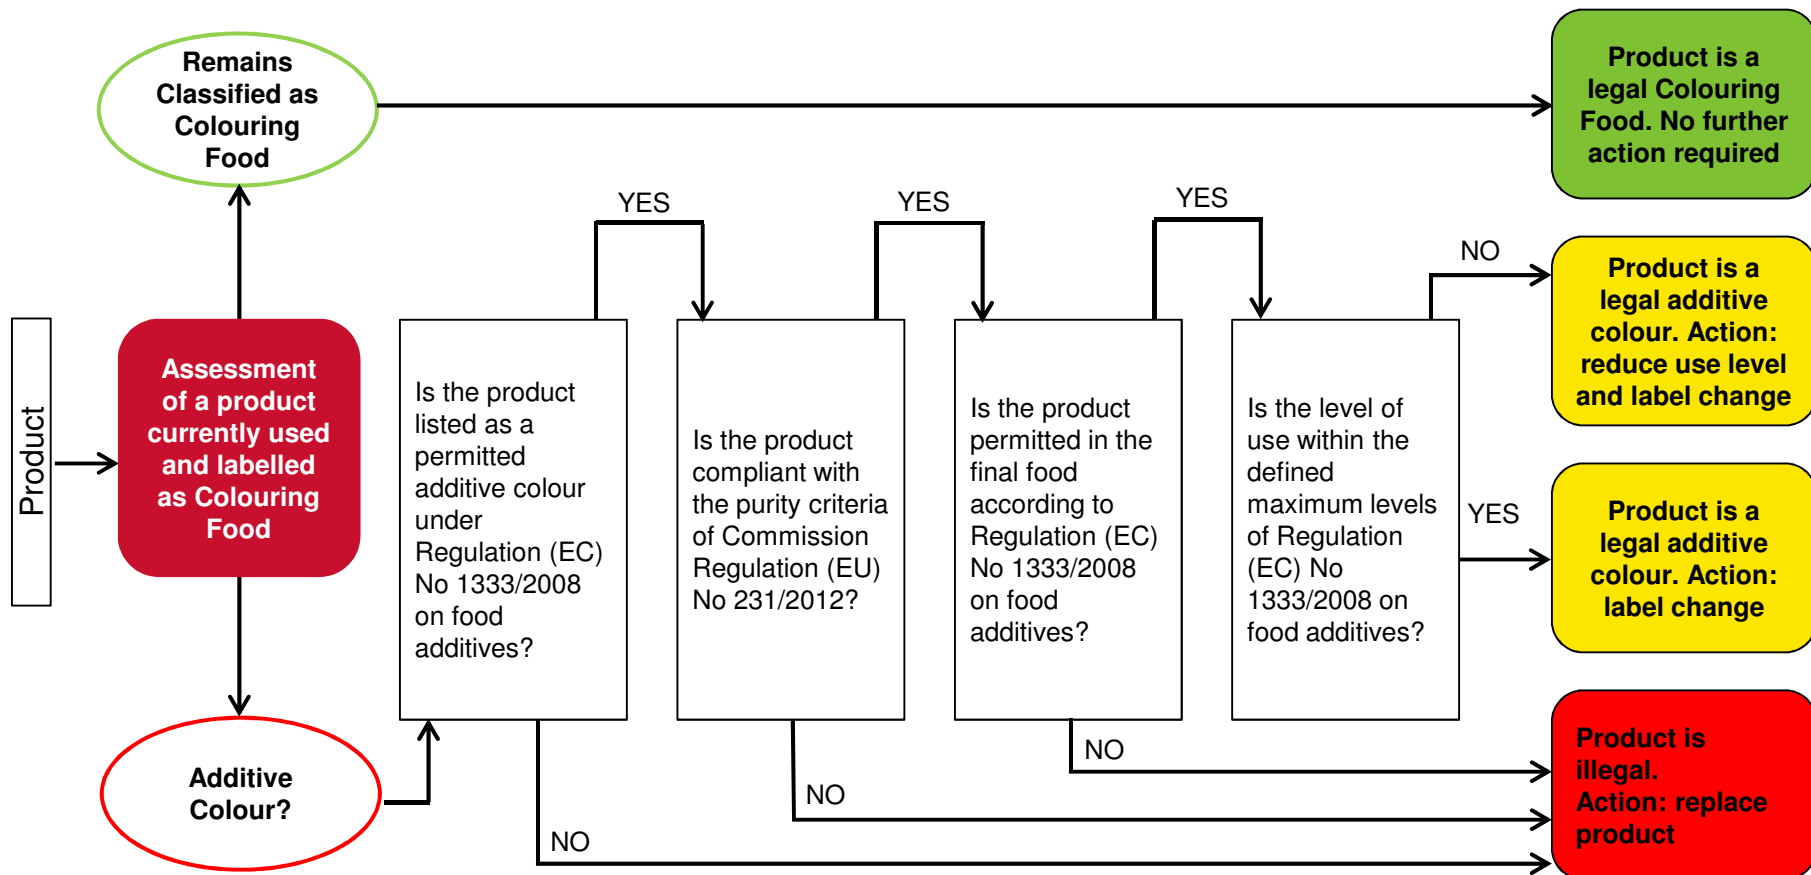 Remains
Classified as
Colouring
Food
Product is a
legal Colouring
Food. No further
action required
YES
YES
YES
NO
Product is a
legal additive
colour. Action:
reduce use level
and label change
Product
Assessment
of a product
currently used
and labelled
as Colouring
Food
Is the product
listed as a
permitted
additive colour
under
Regulation (EC)
No 1333/2008
on food
additives?
Is the product
compliant with
the purity criteria
of Commission
Regulation (EU)
No 231/2012?
Is the product
permitted in the
final food
according to
Regulation (EC)
No 1333/2008
on food
additives?
Is the level of
use within the
defined
maximum levels
of Regulation
(EC) No
1333/2008 on
food additives?
YES
Product is a
legal additive
colour. Action:
label change
Additive
Colour?
NO
NO
NO
Product is
illegal.
Action: replace
product